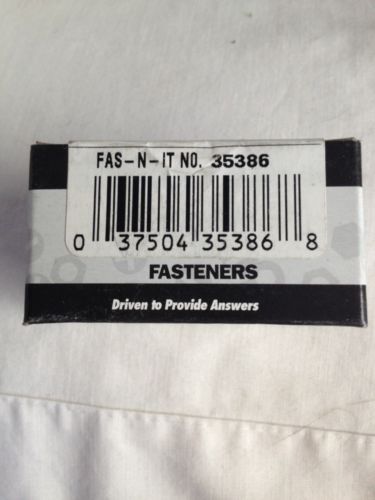 FAS-N-IT NO. 35386
0 37504 35386 8
FASTENERS
Driven to Provide Answers